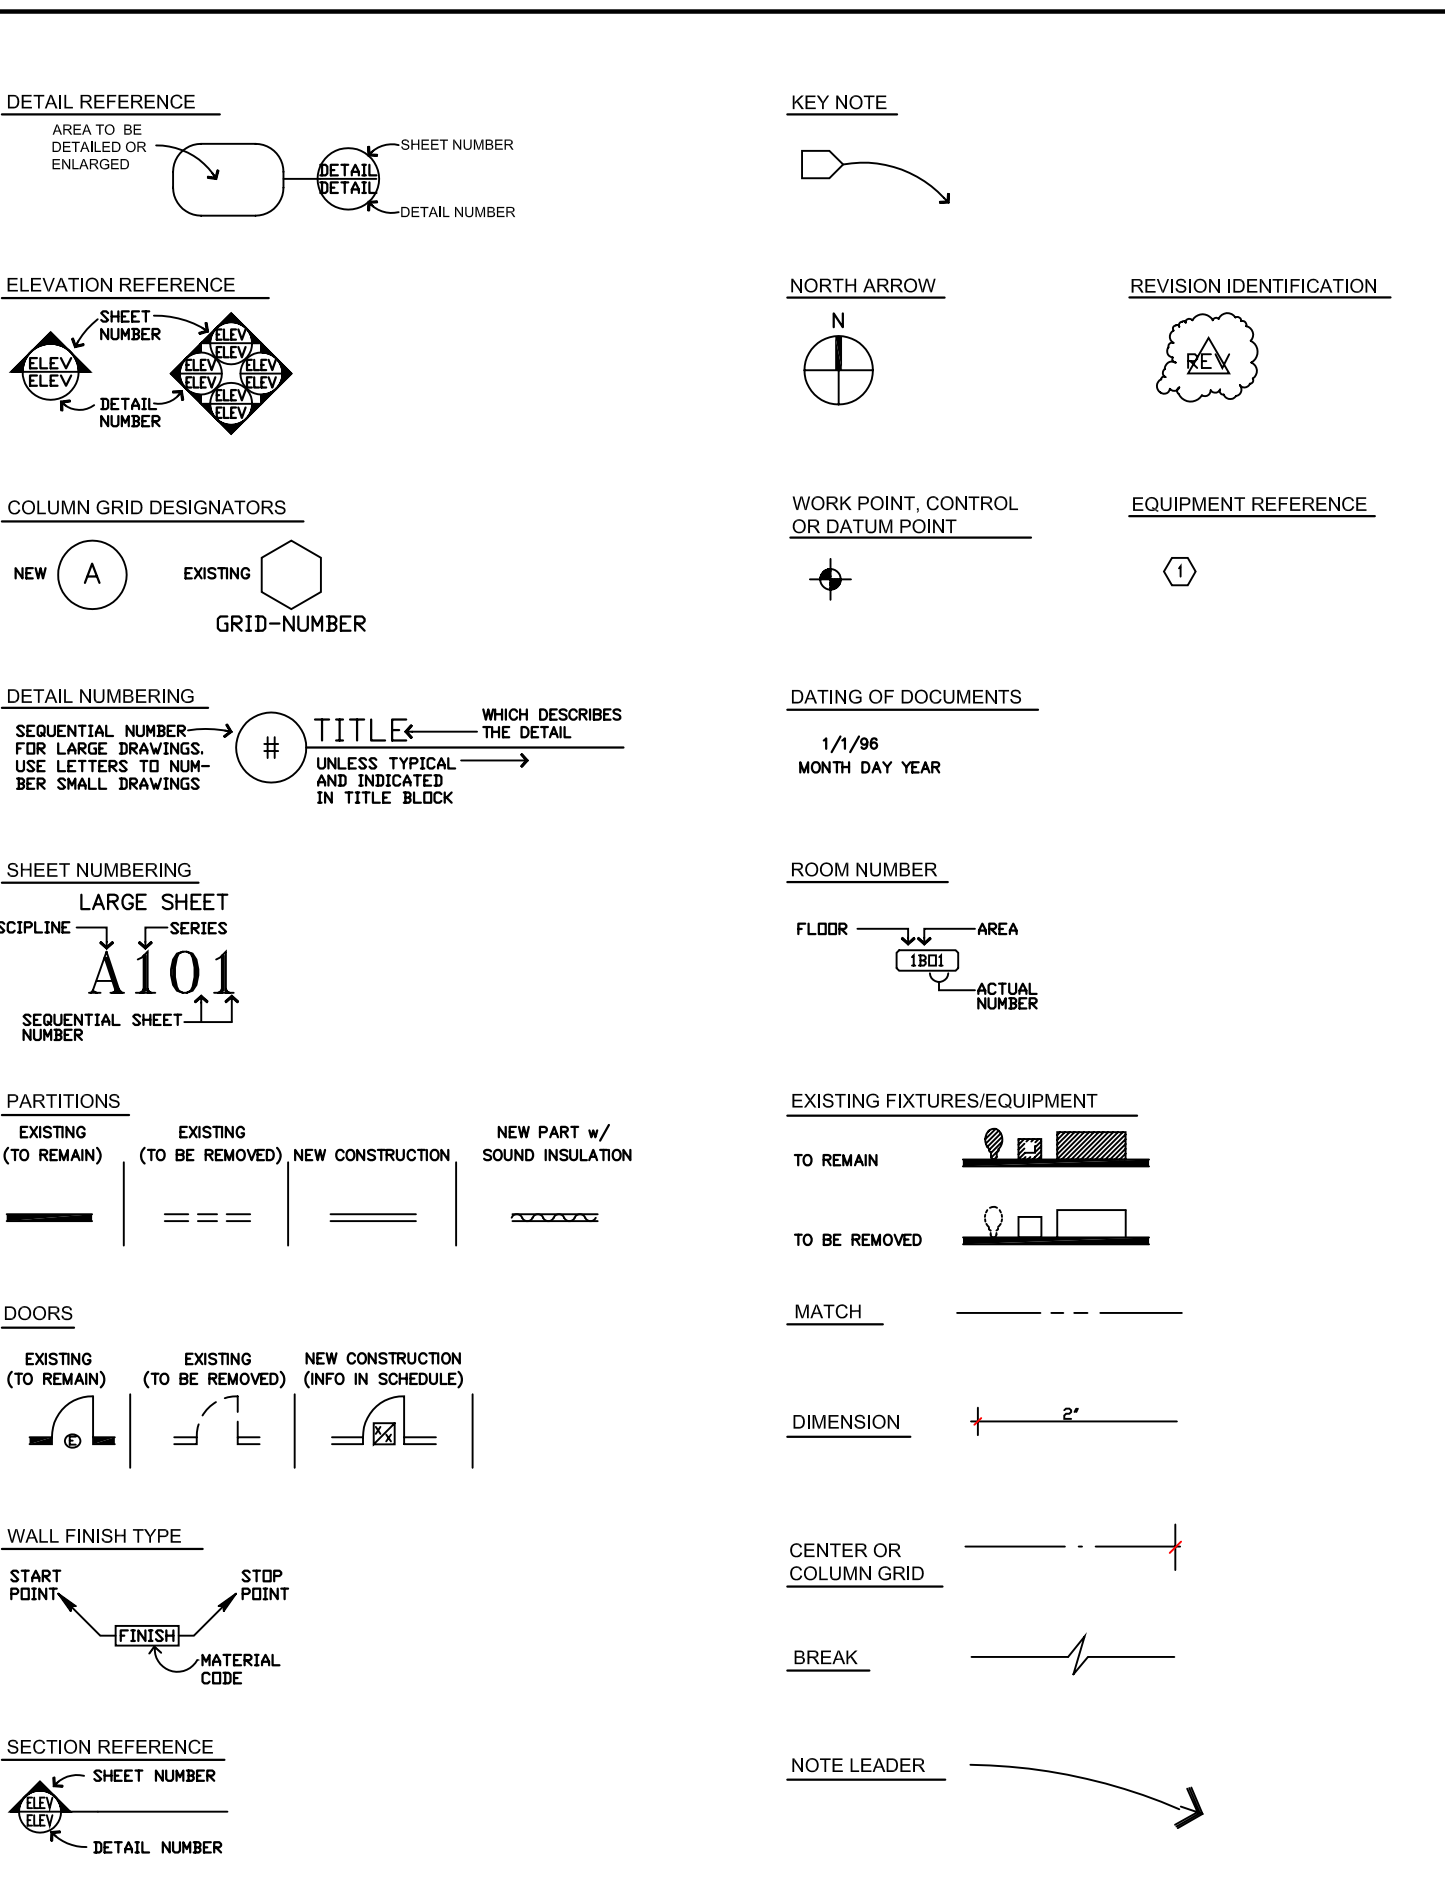 DETAIL REFERENCE
AREA TO BE
DETAILED OR
ENLARGED
SHEET NUMBER
DETAIL
DETAIL
DETAIL NUMBER
KEY NOTE
ELEVATION REFERENCE
SHEET
NUMBER
ELEV
ELEV
ELEV
ELEV
ELEV
ELEV
ELEV
ELEV
ELEV
ELEV
DETAIL
NUMBER
NORTH ARROW
N
REVISION IDENTIFICATION
REV
COLUMN GRID DESIGNATORS
NEW
A
EXISTING
GRID-NUMBER
WORK POINT, CONTROL
OR DATUM POINT
EQUIPMENT REFERENCE
1
DETAIL NUMBERING
SEQUENTIAL NUMBER
FOR LARGE DRAWINGS.
USE LETTERS TO NUM-
BER SMALL DRAWINGS
#
TITLE
WHICH DESCRIBES
THE DETAIL
UNLESS TYPICAL
AND INDICATED
IN TITLE BLOCK
DATING OF DOCUMENTS
1/1/96
MONTH DAY YEAR
SHEET NUMBERING
LARGE SHEET
SCIPLINE
SERIES
A101
SEQUENTIAL SHEET
NUMBER
ROOM NUMBER
FLOOR
AREA
1B01
ACTUAL
NUMBER
PARTITIONS
EXISTING
(TO REMAIN)
EXISTING
(TO BE REMOVED)
NEW CONSTRUCTION
NEW PART w/
SOUND INSULATION
EXISTING FIXTURES/EQUIPMENT
TO REMAIN
TO BE REMOVED
MATCH
DOORS
EXISTING
(TO REMAIN)
E
EXISTING
(TO BE REMOVED)
NEW CONSTRUCTION
(INFO IN SCHEDULE)
X
X
DIMENSION
2"
WALL FINISH TYPE
START
POINT
STOP
POINT
FINISH
MATERIAL
CODE
CENTER OR
COLUMN GRID
BREAK
SECTION REFERENCE
SHEET NUMBER
ELEV
ELEV
DETAIL NUMBER
NOTE LEADER